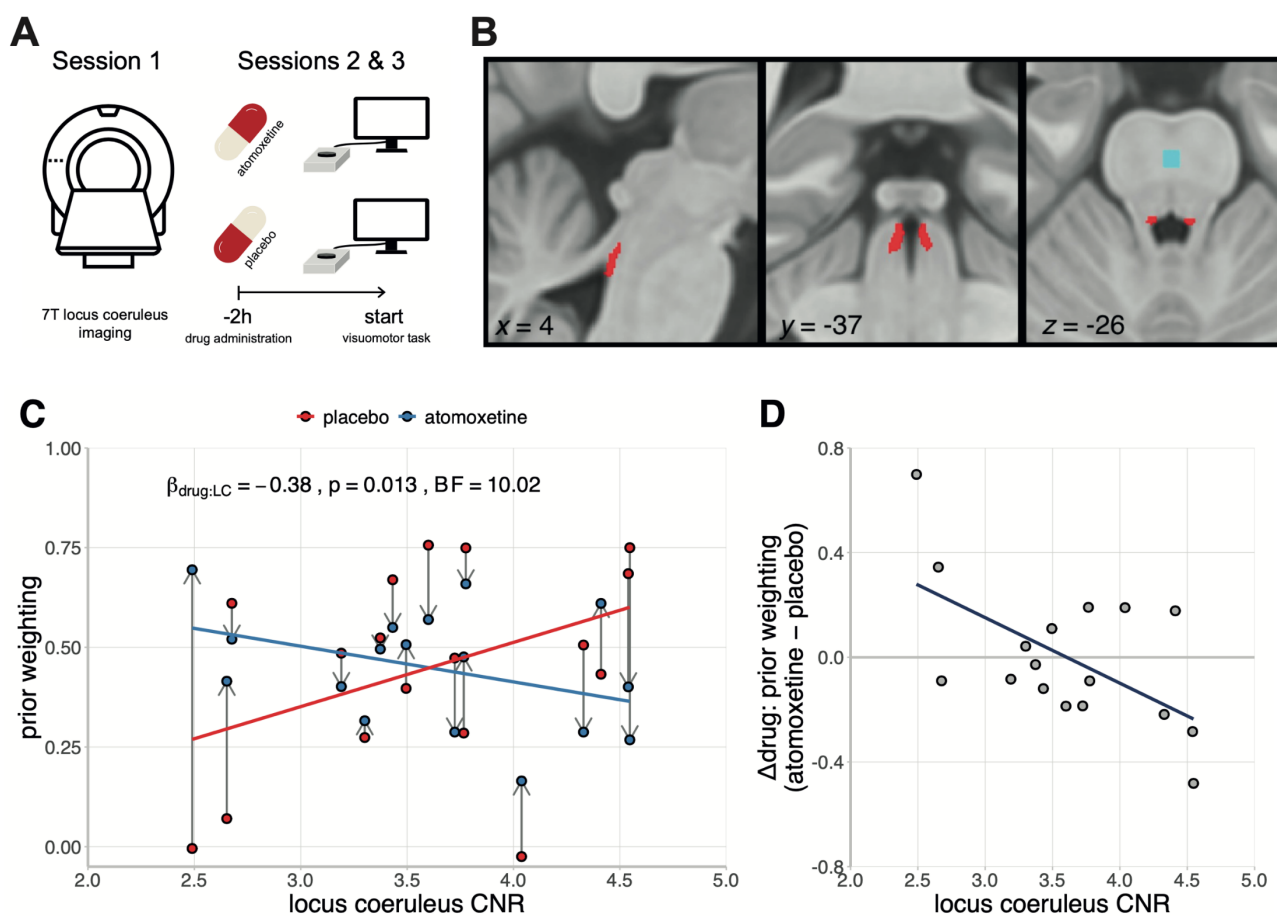 A
Session 1
Sessions 2 & 3
atomoxetine
placebo
7T locus coeruleus
imaging
-2h
drug administration
start
visuomotor task
B
x = 4
y = -37
z = -26
C
placebo
atomoxetine
βdrug:LC = −0.38 , p = 0.013 , BF = 10.02
prior weighting
1.00
0.75
0.50
0.25
0.00
2.0 2.5 3.0 3.5 4.0 4.5 5.0
locus coeruleus CNR
D
Δdrug: prior weighting
(atomoxetine – placebo)
0.8
0.4
0.0
-0.4
-0.8
2.0 2.5 3.0 3.5 4.0 4.5 5.0
locus coeruleus CNR